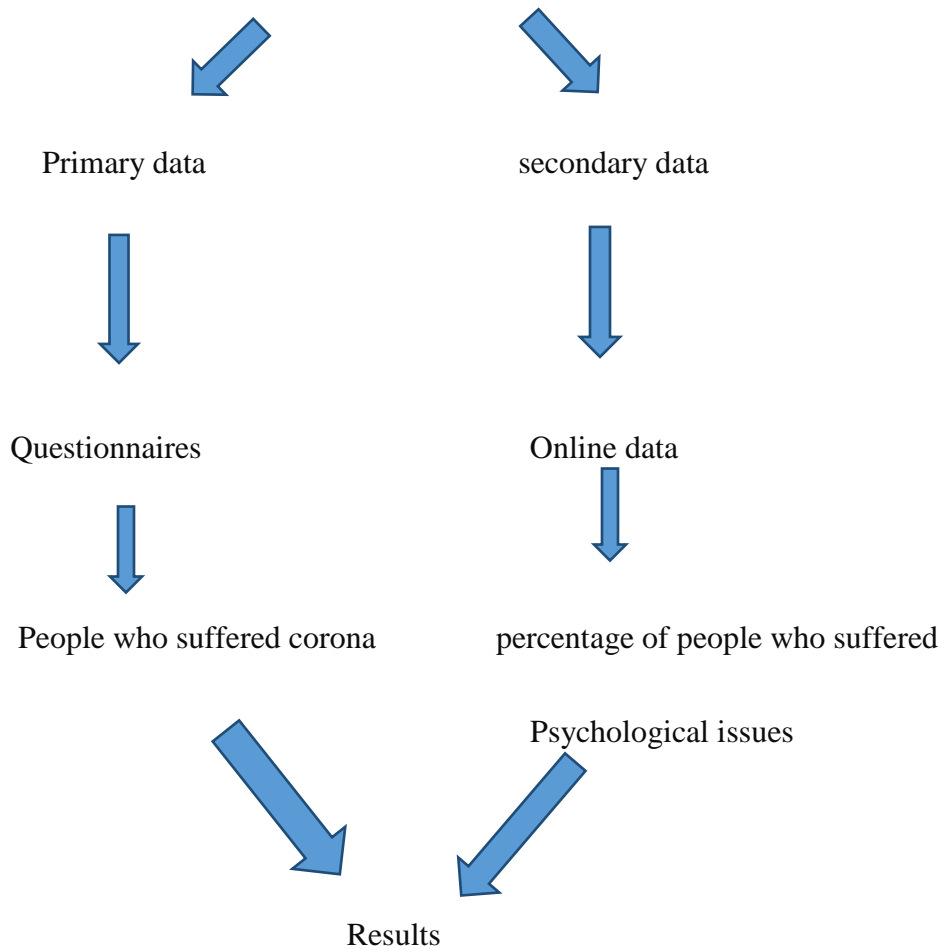 Primary data
secondary data
Questionnaires
Online data
People who suffered corona
percentage of people who suffered
Psychological issues
Results